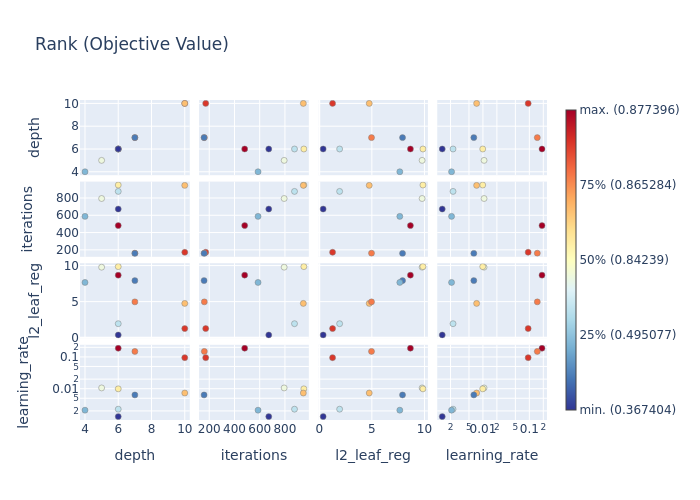 Rank (Objective Value)
depth
10
8
6
4
iterations
800
600
400
200
l2_leaf_reg
10
5
0
learning_rate
2
0.1
5
2
0.01
5
2
4 6 8 10
200 400 600 800
0 5 10
2 5 0.01 2 5 0.1 2
depth
iterations
l2_leaf_reg
learning_rate
max. (0.877396)
75% (0.865284)
50% (0.84239)
25% (0.495077)
min. (0.367404)